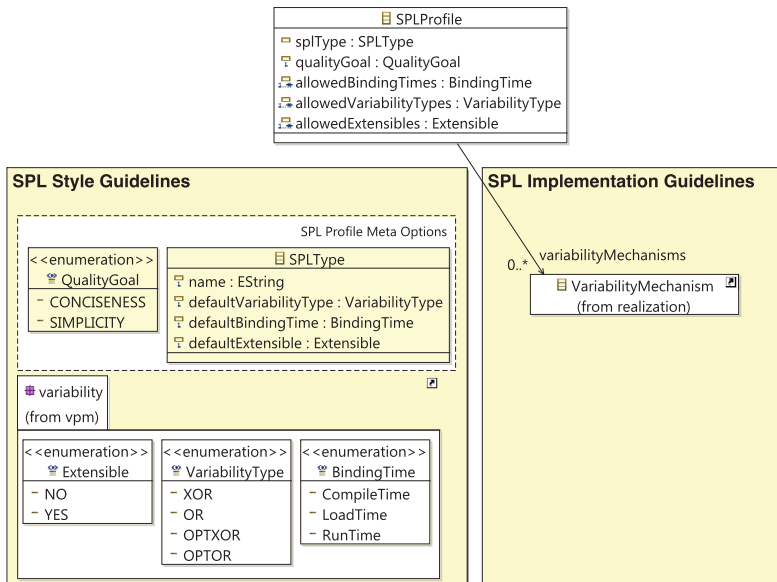 SPLProfile
splType : SPLType
qualityGoal : QualityGoal
allowedBindingTimes : BindingTime
allowedVariabilityTypes : VariabilityType
allowedExtensibles : Extensible
SPL Style Guidelines
SPL Profile Meta Options
<<enumeration>>
QualityGoal
- CONCISENESS
- SIMPLICITY
SPLType
name : EString
defaultVariabilityType : VariabilityType
defaultBindingTime : BindingTime
defaultExtensible : Extensible
variability
(from vpm)
<<enumeration>>
Extensible
- NO
- YES
<<enumeration>>
VariabilityType
- XOR
- OR
- OPTXOR
- OPTOR
<<enumeration>>
BindingTime
- CompileTime
- LoadTime
- RunTime
SPL Implementation Guidelines
variabilityMechanisms
0..*
VariabilityMechanism
(from realization)